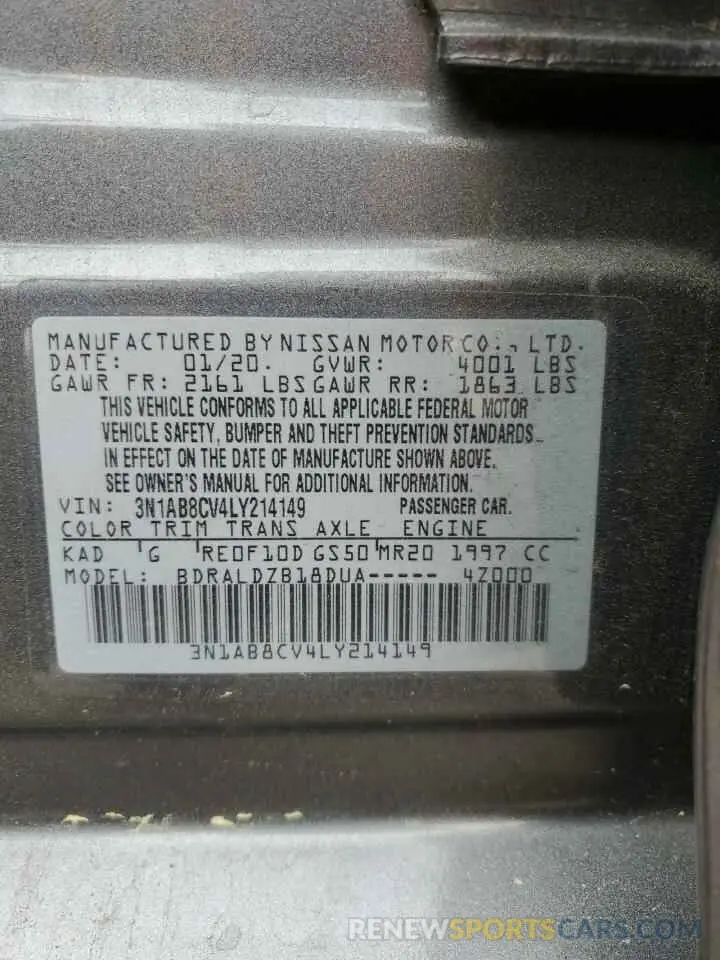 MANUFACTURED BY NISSAN MOTOR CO., LTD.
DATE: 01/20. GVWR: 4001 LBS
GAWR FR: 2161 LBS GAWR RR: 1863 LBS
THIS VEHICLE CONFORMS TO ALL APPLICABLE FEDERAL MOTOR
VEHICLE SAFETY, BUMPER AND THEFT PREVENTION STANDARDS
IN EFFECT ON THE DATE OF MANUFACTURE SHOWN ABOVE.
SEE OWNER'S MANUAL FOR ADDITIONAL INFORMATION.
VIN: 3N1AB8CV4LY214149 PASSENGER CAR.
COLOR TRIM TRANS AXLE ENGINE
KAD G RE0F10D GS50 MR20 1997 CC
MODEL: BDRALDZB18DUA----- 4Z000
3N1AB8CV4LY214149
RENEWSPORTSCARS.COM